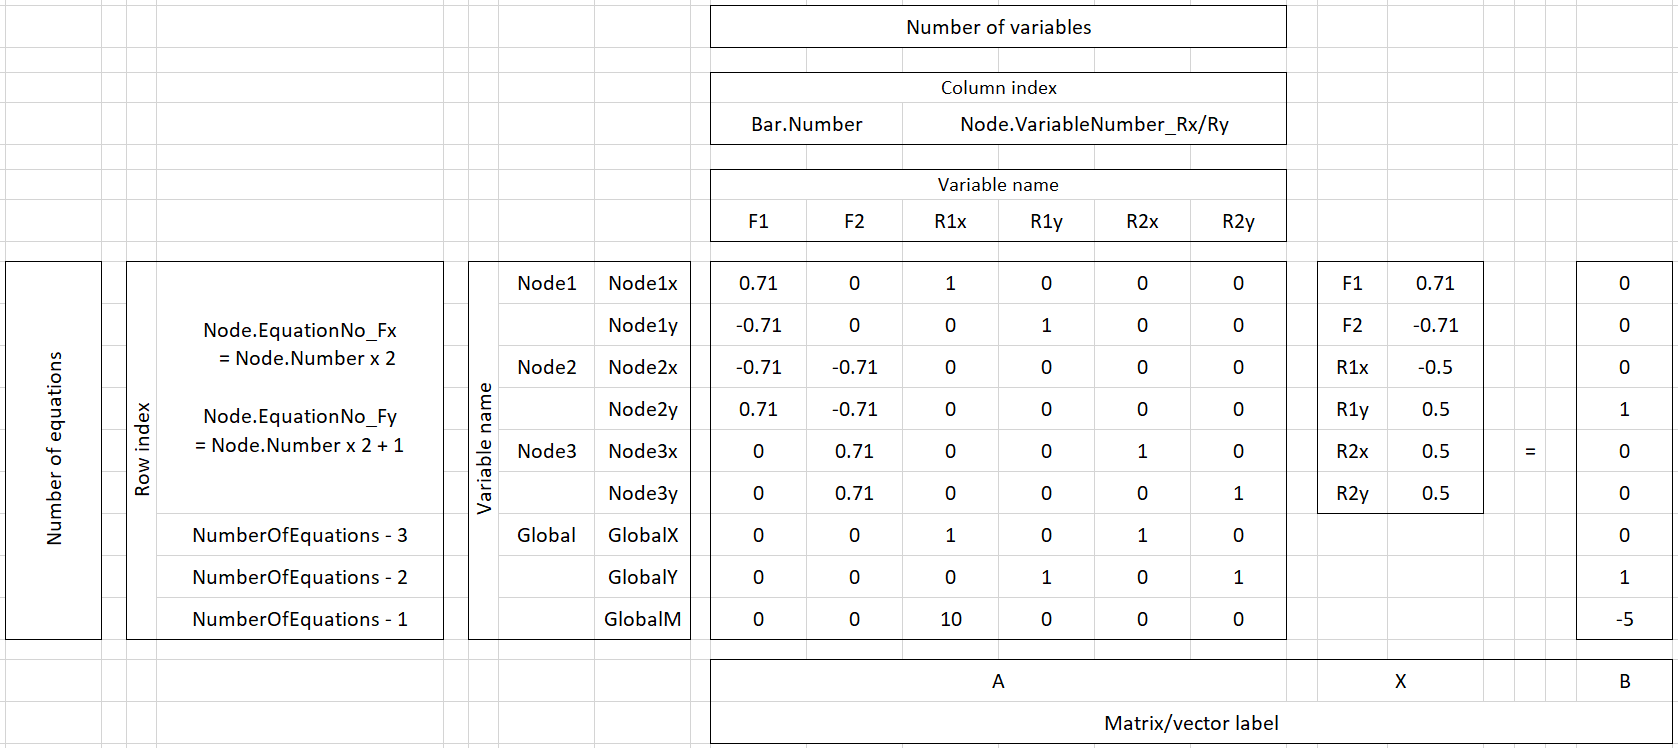 Number of variables
Column index
Bar.Number Node.VariableNumber_Rx/Ry
Variable name
F1 F2 R1x R1y R2x R2y
Number of equations
Row index
Node.EquationNo_Fx
= Node.Number x 2
Node.EquationNo_Fy
= Node.Number x 2 + 1
Variable name
Node1 Node1x 0.71 0 1 0 0 0 F1 0.71 0
Node1y -0.71 0 0 1 0 0 F2 -0.71 0
Node2 Node2x -0.71 -0.71 0 0 0 0 R1x -0.5 0
Node2y 0.71 -0.71 0 0 0 0 R1y 0.5 1
Node3 Node3x 0 0.71 0 0 1 0 R2x 0.5 = 0
Node3y 0 0.71 0 0 0 1 R2y 0.5 0
NumberOfEquations - 3 Global GlobalX 0 0 1 0 1 0 0
NumberOfEquations - 2 GlobalY 0 0 0 1 0 1 1
NumberOfEquations - 1 GlobalM 0 0 10 0 0 0 -5
A X B
Matrix/vector label